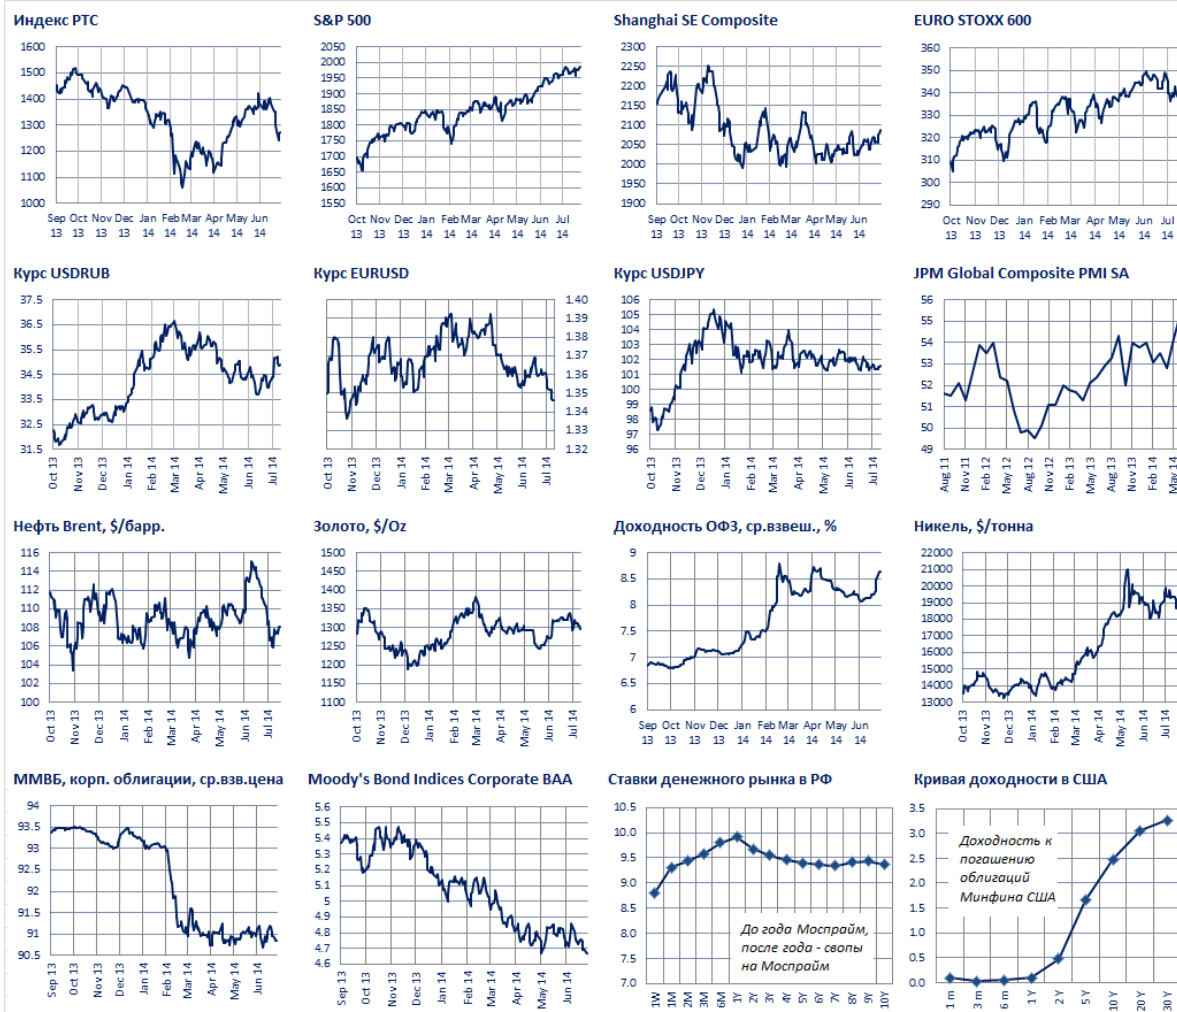 Индекс РТС
1600
1500
1400
1300
1200
1100
1000
Sep Oct Nov Dec Jan Feb Mar Apr May Jun
13 13 13 13 14 14 14 14 14 14
S&P 500
2050
2000
1950
1900
1850
1800
1750
1700
1650
1600
1550
Oct Nov Dec Jan Feb Mar Apr May Jun Jul
13 13 13 14 14 14 14 14 14 14
Shanghai SE Composite
2300
2250
2200
2150
2100
2050
2000
1950
1900
Sep Oct Nov Dec Jan Feb Mar Apr May Jun
13 13 13 13 14 14 14 14 14 14
EURO STOXX 600
360
350
340
330
320
310
300
290
Oct Nov Dec Jan Feb Mar Apr May Jun Jul
13 13 13 14 14 14 14 14 14 14
Курс USDRUB
37.5
36.5
35.5
34.5
33.5
32.5
31.5
Oct 13
Nov 13
Dec 13
Jan 14
Feb 14
Mar 14
Apr 14
May 14
Jun 14
Jul 14
Курс EURUSD
1.40
1.39
1.38
1.37
1.36
1.35
1.34
1.33
1.32
Oct 13
Nov 13
Dec 13
Jan 14
Feb 14
Mar 14
Apr 14
May 14
Jun 14
Jul 14
Курс USDJPY
106
105
104
103
102
101
100
99
98
97
96
Oct 13
Nov 13
Dec 13
Jan 14
Feb 14
Mar 14
Apr 14
May 14
Jun 14
Jul 14
JPM Global Composite PMI SA
56
55
54
53
52
51
50
49
Aug 11
Nov 11
Feb 12
May 12
Aug 12
Nov 12
Feb 13
May 13
Aug 13
Nov 13
Feb 14
May 14
Нефть Brent, $/барр.
116
114
112
110
108
106
104
102
100
Oct 13
Nov 13
Dec 13
Jan 14
Feb 14
Mar 14
Apr 14
May 14
Jun 14
Jul 14
Золото, $/Oz
1500
1450
1400
1350
1300
1250
1200
1150
1100
Oct 13
Nov 13
Dec 13
Jan 14
Feb 14
Mar 14
Apr 14
May 14
Jun 14
Jul 14
Доходность ОФЗ, ср.взвеш., %
9
8.5
8
7.5
7
6.5
6
Sep Oct Nov Dec Jan Feb Mar Apr May Jun
13 13 13 13 14 14 14 14 14 14
Никель, $/тонна
22000
21000
20000
19000
18000
17000
16000
15000
14000
13000
Oct 13
Nov 13
Dec 13
Jan 14
Feb 14
Mar 14
Apr 14
May 14
Jun 14
Jul 14
ММВБ, корп. облигации, ср.взв.цена
94
93.5
93
92.5
92
91.5
91
90.5
Sep 13
Oct 13
Nov 13
Dec 13
Jan 14
Feb 14
Mar 14
Apr 14
May 14
Jun 14
Moody's Bond Indices Corporate BAA
5.6
5.5
5.4
5.3
5.2
5.1
5
4.9
4.8
4.7
4.6
Sep 13
Oct 13
Nov 13
Dec 13
Jan 14
Feb 14
Mar 14
Apr 14
May 14
Jun 14
Ставки денежного рынка в РФ
10.5
10.0
9.5
9.0
8.5
8.0
7.5
7.0
До года Моспрайм,
после года - свопы
на Моспрайм
1W
1M
2M
3M
6M
1Y
2Y
3Y
4Y
5Y
6Y
7Y
8Y
9Y
10Y
Кривая доходности в США
3.5
3.0
2.5
2.0
1.5
1.0
0.5
0.0
Доходность к
погашению
облигаций
Минфина США
1 m
3 m
6 m
1 Y
2 Y
5 Y
10 Y
20 Y
30 Y